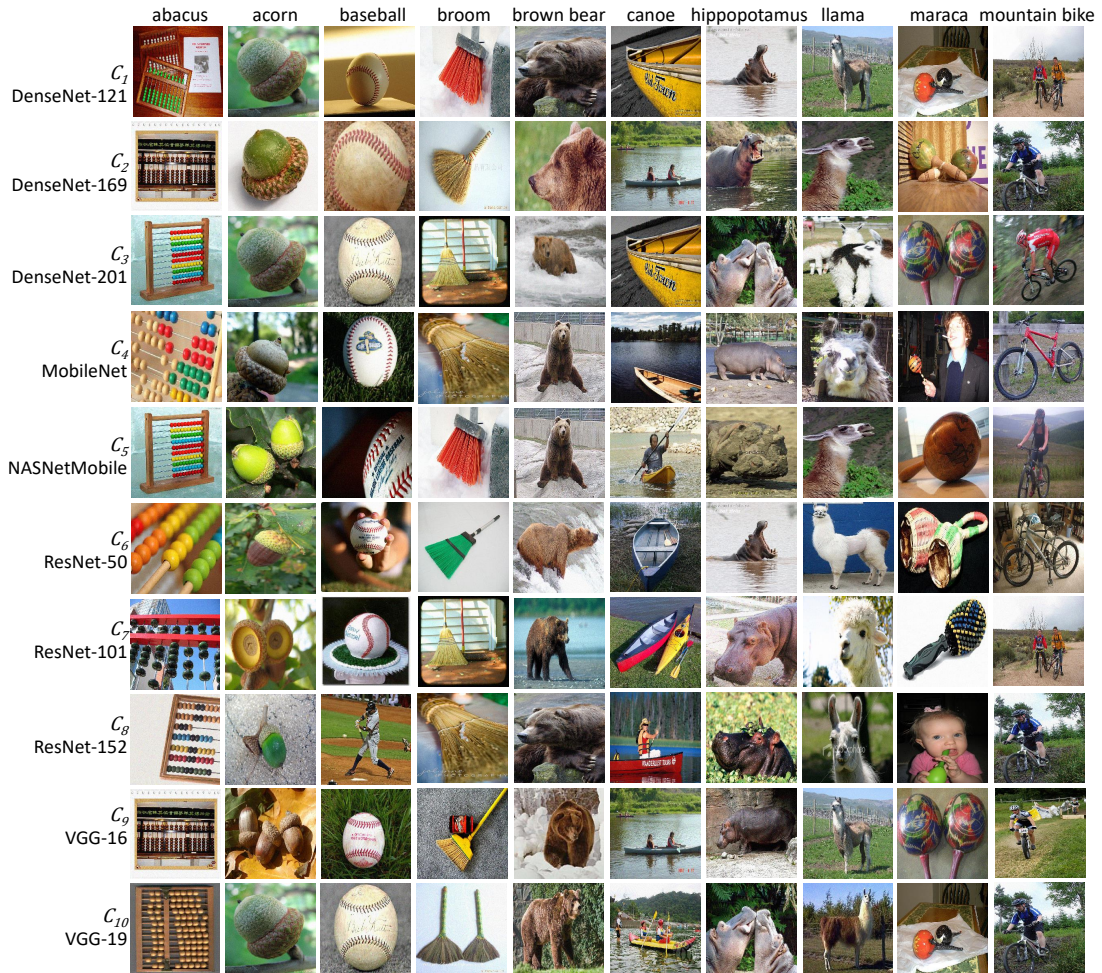 abacus acorn baseball broom brown bear canoe hippopotamus llama maraca mountain bike
C1
DenseNet-121
C2
DenseNet-169
C3
DenseNet-201
C4
MobileNet
C5
NASNetMobile
C6
ResNet-50
C7
ResNet-101
C8
ResNet-152
C9
VGG-16
C10
VGG-19